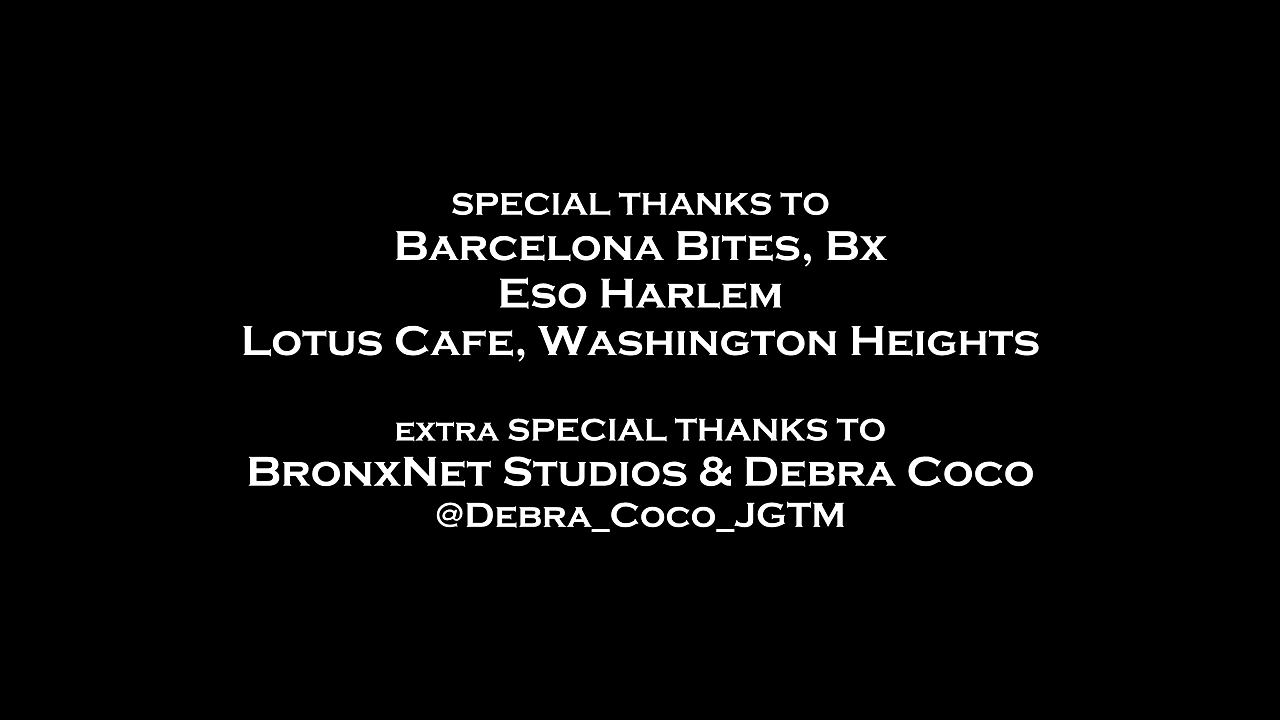 SPECIAL THANKS TO
BARCELONA BITES, BX
ESO HARLEM
LOTUS CAFE, WASHINGTON HEIGHTS
EXTRA SPECIAL THANKS TO
BRONXNET STUDIOS & DEBRA COCO
@DEBRA_COCO_JGTM